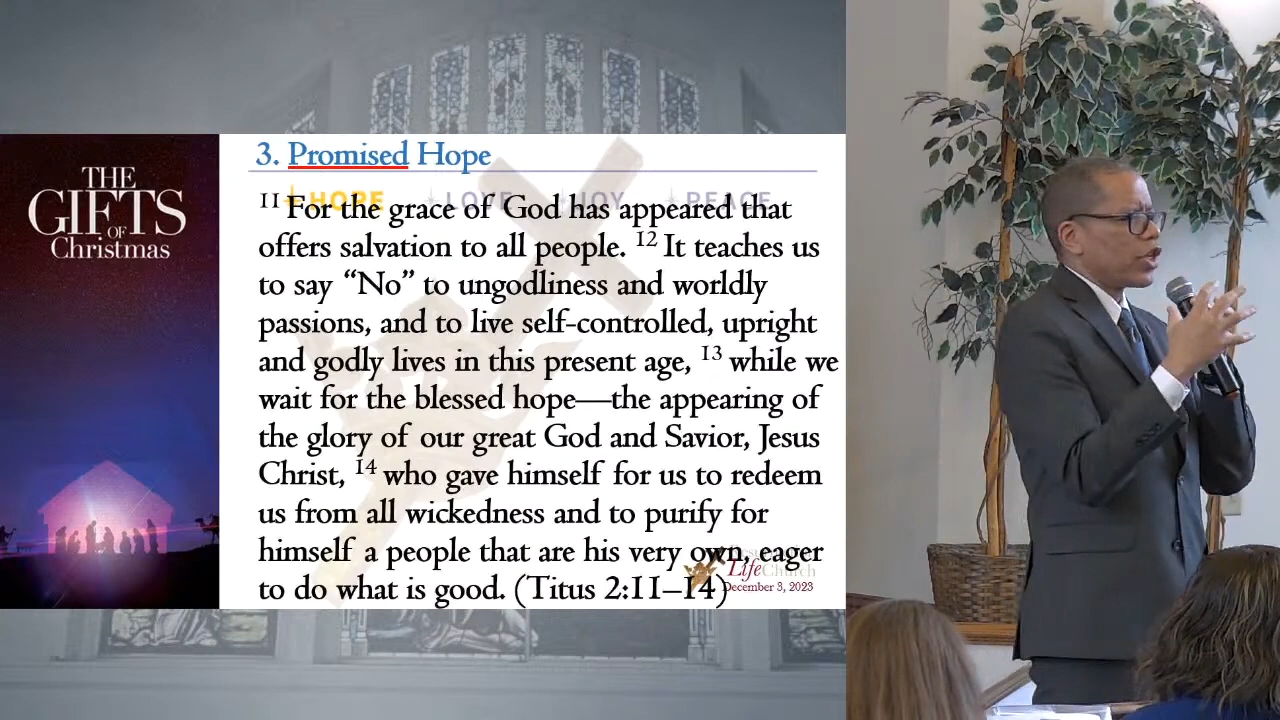 THE
GIFTS
OF
Christmas
3. Promised Hope
HOPE LOVE JOY PEACE
11 For the grace of God has appeared that
offers salvation to all people. 12 It teaches us
to say “No” to ungodliness and worldly
passions, and to live self-controlled, upright
and godly lives in this present age, 13 while we
wait for the blessed hope—the appearing of
the glory of our great God and Savior, Jesus
Christ, 14 who gave himself for us to redeem
us from all wickedness and to purify for
himself a people that are his very own, eager
to do what is good. (Titus 2:11–14)
LifeChurch
December 3, 2023